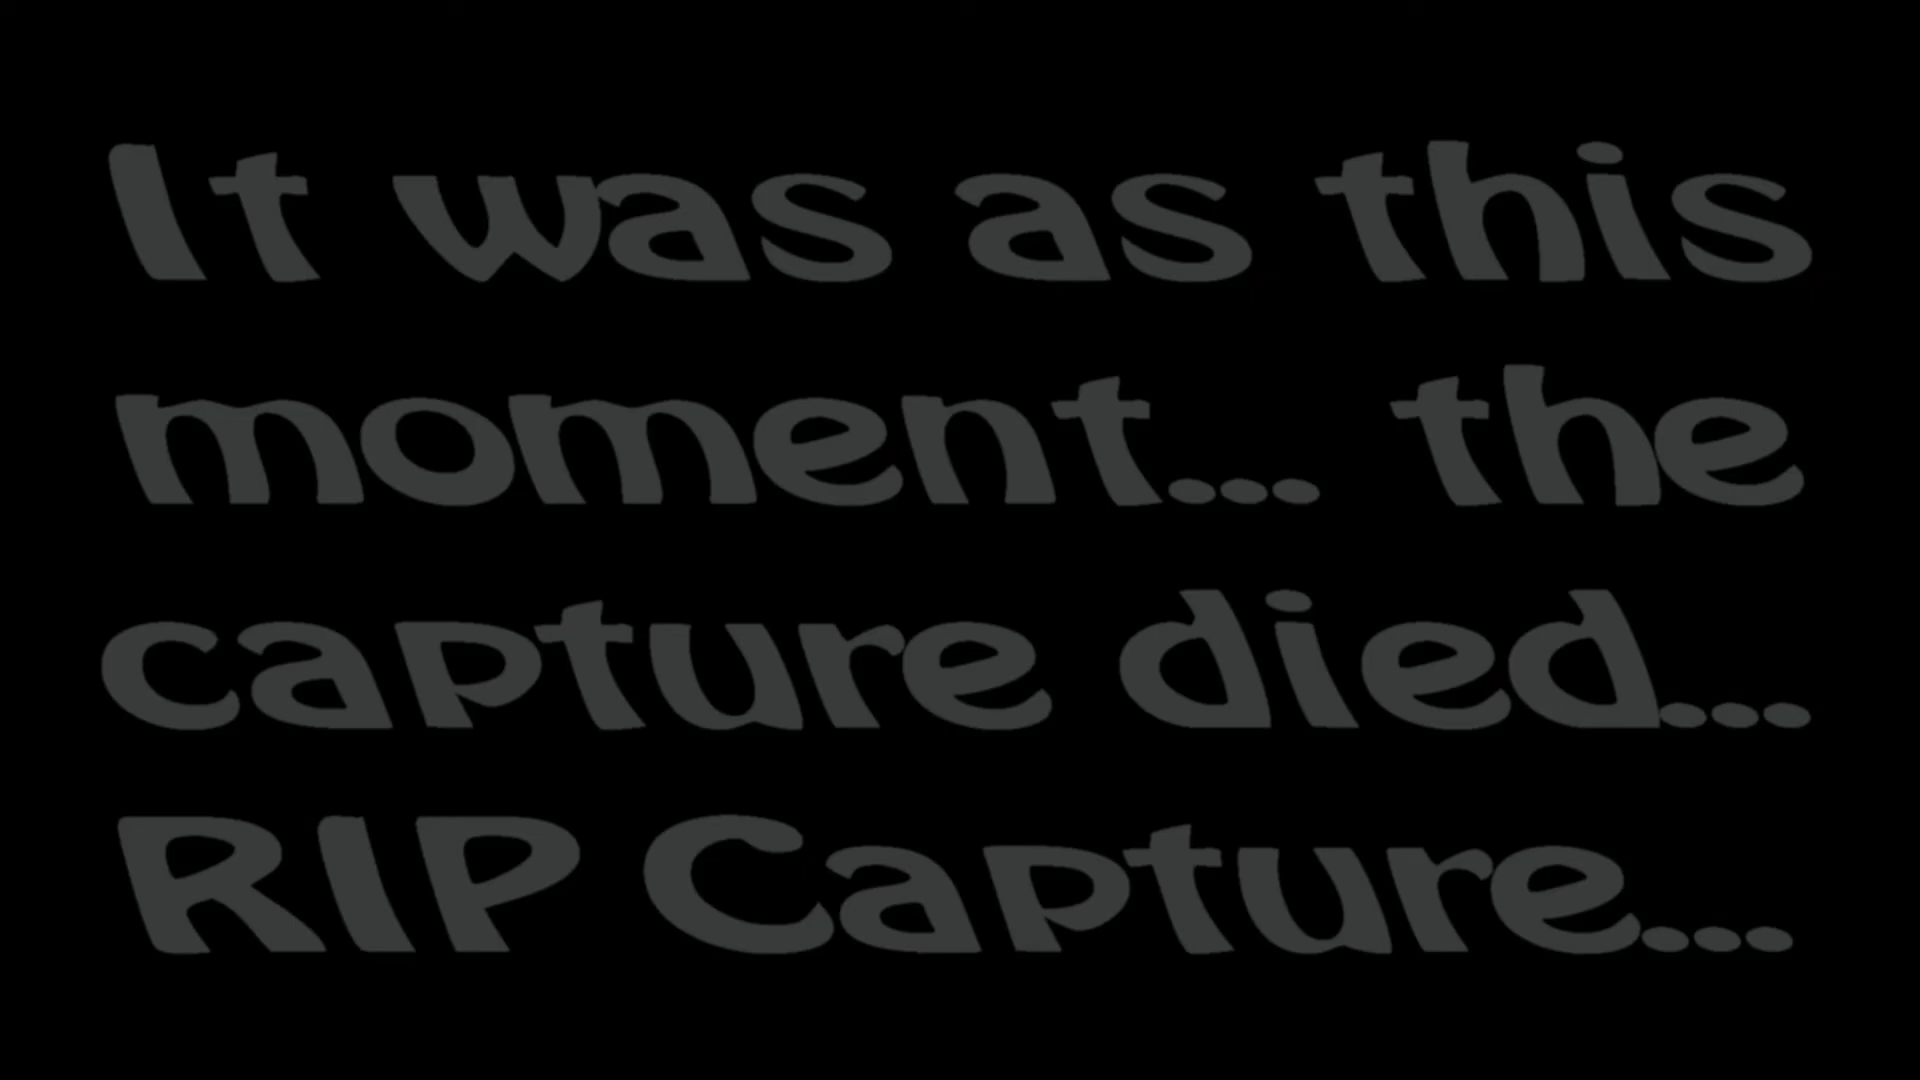 It was as this
moment... the
capture died...
RIP Capture...